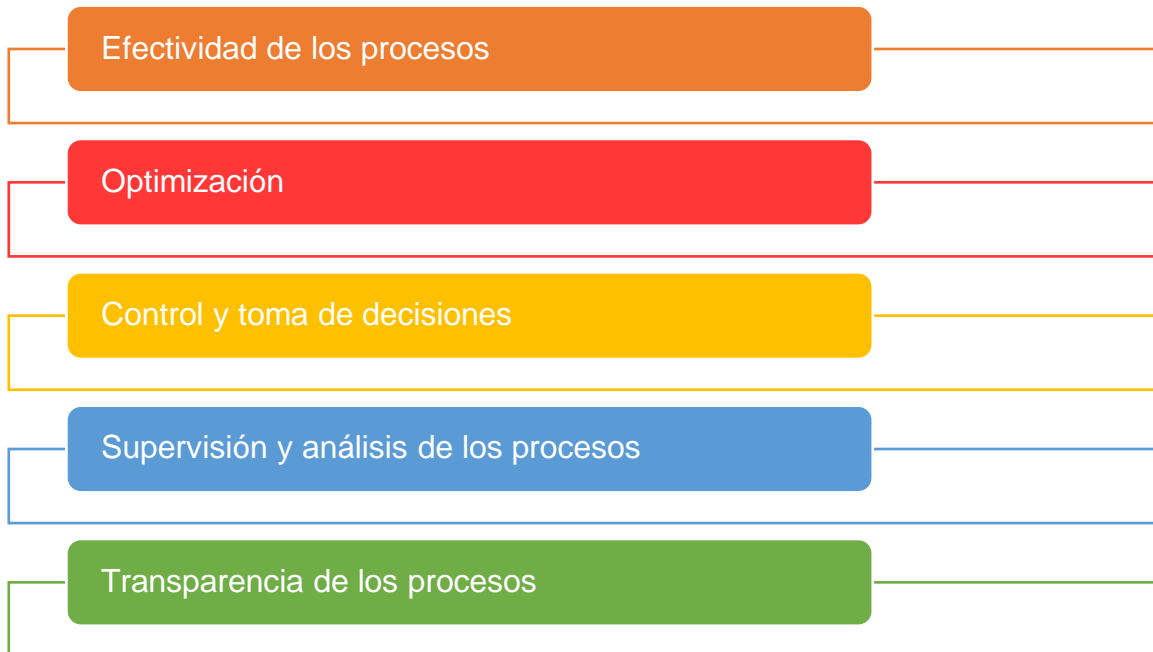 Efectividad de los procesos
Optimización
Control y toma de decisiones
Supervisión y análisis de los procesos
Transparencia de los procesos